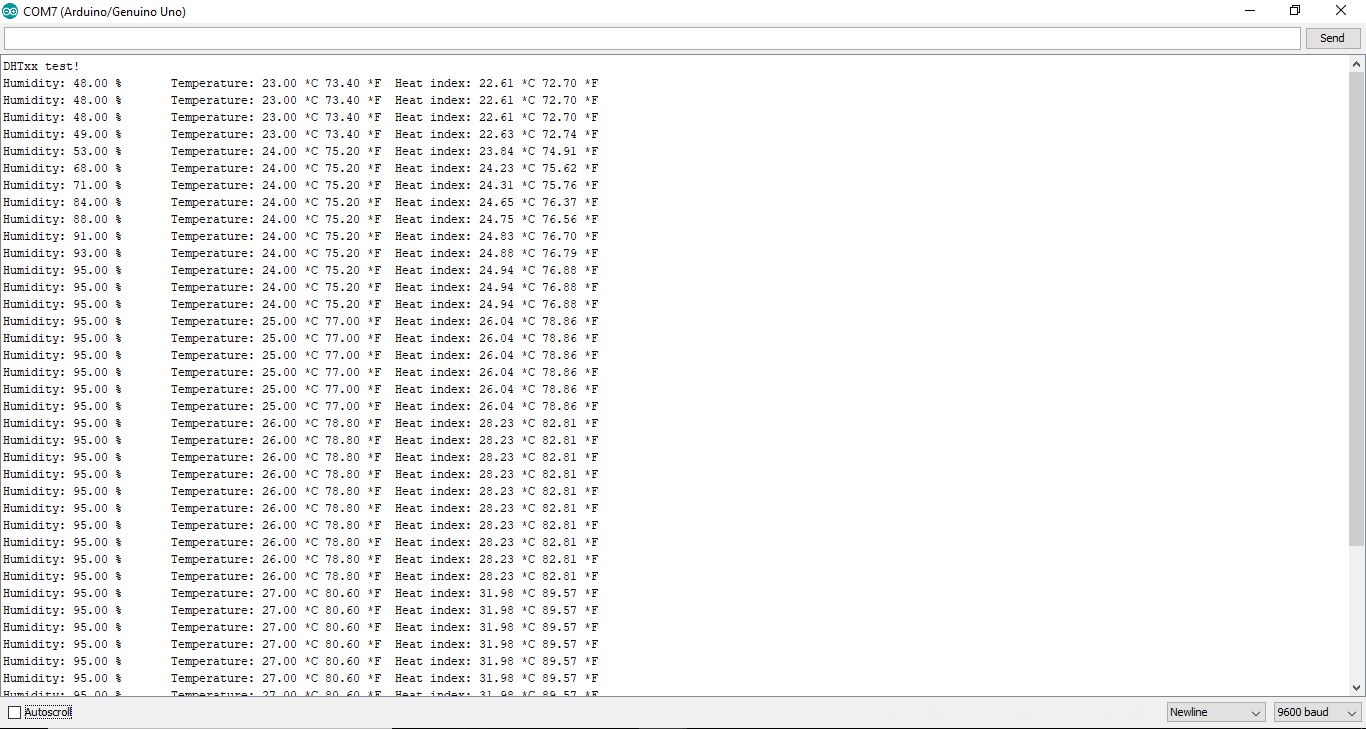 COM7 (Arduino/Genuino Uno)
Send
DHTxx test!
Humidity: 48.00 % Temperature: 23.00 *C 73.40 *F Heat index: 22.61 *C 72.70 *F
Humidity: 48.00 % Temperature: 23.00 *C 73.40 *F Heat index: 22.61 *C 72.70 *F
Humidity: 48.00 % Temperature: 23.00 *C 73.40 *F Heat index: 22.61 *C 72.70 *F
Humidity: 49.00 % Temperature: 23.00 *C 73.40 *F Heat index: 22.63 *C 72.74 *F
Humidity: 53.00 % Temperature: 24.00 *C 75.20 *F Heat index: 23.84 *C 74.91 *F
Humidity: 68.00 % Temperature: 24.00 *C 75.20 *F Heat index: 24.23 *C 75.62 *F
Humidity: 71.00 % Temperature: 24.00 *C 75.20 *F Heat index: 24.31 *C 75.76 *F
Humidity: 84.00 % Temperature: 24.00 *C 75.20 *F Heat index: 24.65 *C 76.37 *F
Humidity: 88.00 % Temperature: 24.00 *C 75.20 *F Heat index: 24.75 *C 76.56 *F
Humidity: 91.00 % Temperature: 24.00 *C 75.20 *F Heat index: 24.83 *C 76.70 *F
Humidity: 93.00 % Temperature: 24.00 *C 75.20 *F Heat index: 24.88 *C 76.79 *F
Humidity: 95.00 % Temperature: 24.00 *C 75.20 *F Heat index: 24.94 *C 76.88 *F
Humidity: 95.00 % Temperature: 24.00 *C 75.20 *F Heat index: 24.94 *C 76.88 *F
Humidity: 95.00 % Temperature: 24.00 *C 75.20 *F Heat index: 24.94 *C 76.88 *F
Humidity: 95.00 % Temperature: 25.00 *C 77.00 *F Heat index: 26.04 *C 78.86 *F
Humidity: 95.00 % Temperature: 25.00 *C 77.00 *F Heat index: 26.04 *C 78.86 *F
Humidity: 95.00 % Temperature: 25.00 *C 77.00 *F Heat index: 26.04 *C 78.86 *F
Humidity: 95.00 % Temperature: 25.00 *C 77.00 *F Heat index: 26.04 *C 78.86 *F
Humidity: 95.00 % Temperature: 25.00 *C 77.00 *F Heat index: 26.04 *C 78.86 *F
Humidity: 95.00 % Temperature: 25.00 *C 77.00 *F Heat index: 26.04 *C 78.86 *F
Humidity: 95.00 % Temperature: 26.00 *C 78.80 *F Heat index: 28.23 *C 82.81 *F
Humidity: 95.00 % Temperature: 26.00 *C 78.80 *F Heat index: 28.23 *C 82.81 *F
Humidity: 95.00 % Temperature: 26.00 *C 78.80 *F Heat index: 28.23 *C 82.81 *F
Humidity: 95.00 % Temperature: 26.00 *C 78.80 *F Heat index: 28.23 *C 82.81 *F
Humidity: 95.00 % Temperature: 26.00 *C 78.80 *F Heat index: 28.23 *C 82.81 *F
Humidity: 95.00 % Temperature: 26.00 *C 78.80 *F Heat index: 28.23 *C 82.81 *F
Humidity: 95.00 % Temperature: 26.00 *C 78.80 *F Heat index: 28.23 *C 82.81 *F
Humidity: 95.00 % Temperature: 26.00 *C 78.80 *F Heat index: 28.23 *C 82.81 *F
Humidity: 95.00 % Temperature: 26.00 *C 78.80 *F Heat index: 28.23 *C 82.81 *F
Humidity: 95.00 % Temperature: 26.00 *C 78.80 *F Heat index: 28.23 *C 82.81 *F
Humidity: 95.00 % Temperature: 27.00 *C 80.60 *F Heat index: 31.98 *C 89.57 *F
Humidity: 95.00 % Temperature: 27.00 *C 80.60 *F Heat index: 31.98 *C 89.57 *F
Humidity: 95.00 % Temperature: 27.00 *C 80.60 *F Heat index: 31.98 *C 89.57 *F
Humidity: 95.00 % Temperature: 27.00 *C 80.60 *F Heat index: 31.98 *C 89.57 *F
Humidity: 95.00 % Temperature: 27.00 *C 80.60 *F Heat index: 31.98 *C 89.57 *F
Humidity: 95.00 % Temperature: 27.00 *C 80.60 *F Heat index: 31.98 *C 89.57 *F
Humidity: 95.00 % Temperature: 27.00 *C 80.60 *F Heat index: 31.98 *C 89.57 *F
Autoscroll
Newline
9600 baud